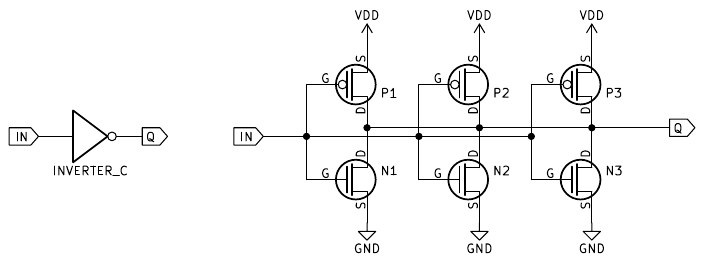 VDD VDD VDD
S S S
G P1 G P2 G P3
D D D
IN Q IN Q
INVERTER_C
D D D
G N1 G N2 G N3
S S S
GND GND GND